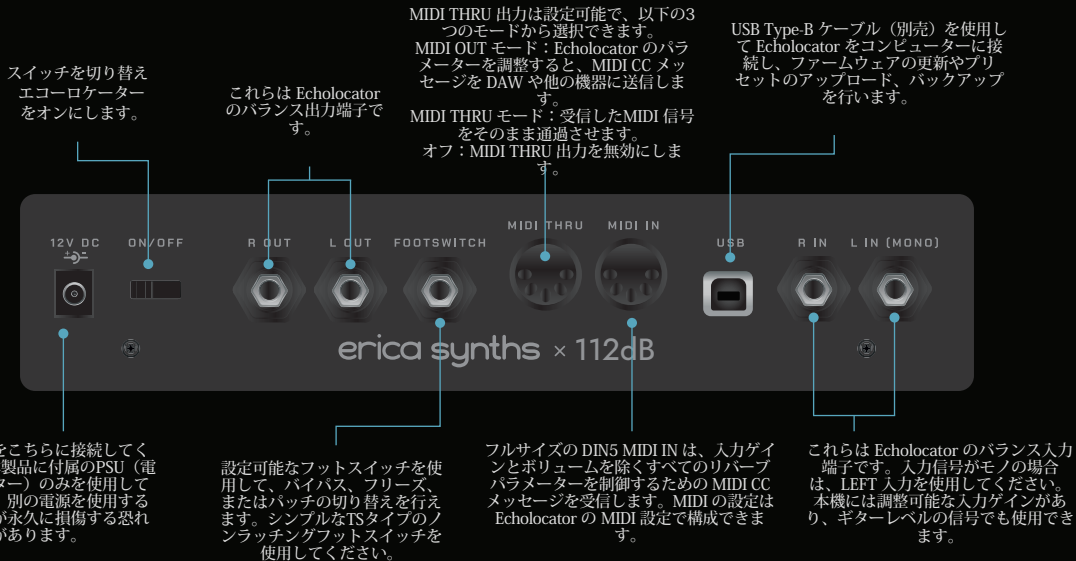 スイッチを切り替え
エコーロケーター
をオンにします。
これらは Echolocator
のバランス出力端子で
す。
MIDI THRU 出力は設定可能で、以下の3
つのモードから選択できます。
MIDI OUT モード：Echolocator のパラ
メーターを調整すると、MIDI CC メッ
セージを DAW や他の機器に送信しま
す。
MIDI THRU モード：受信したMIDI 信号
をそのまま通過させます。
オフ：MIDI THRU 出力を無効にしま
す。
USB Type-B ケーブル（別売）を使用し
て Echolocator をコンピューターに接
続し、ファームウェアの更新やプリ
セットのアップロード、バックアップ
を行います。
12V DC
ON/OFF
R OUT
L OUT
FOOTSWITCH
MIDI THRU
MIDI IN
USB
R IN
L IN (MONO)
erica synths × 112dB
をこちらに接続してく
製品に付属のPSU（電
ター）のみを使用して
別の電源を使用する
が永久に損傷する恐れ
があります。
設定可能なフットスイッチを使
用して、バイパス、フリーズ、
またはパッチの切り替えを行え
ます。シンプルなTSタイプのノ
ンラッチングフットスイッチを
使用してください。
フルサイズの DIN5 MIDI IN は、入力ゲイ
ンとボリュームを除くすべてのリバーブ
パラメーターを制御するための MIDI CC
メッセージを受信します。MIDI の設定は
Echolocator の MIDI 設定で構成できま
す。
これらは Echolocator のバランス入力
端子です。入力信号がモノの場合
は、LEFT 入力を使用してください。
本機には調整可能な入力ゲインがあ
り、ギターレベルの信号でも使用でき
ます。